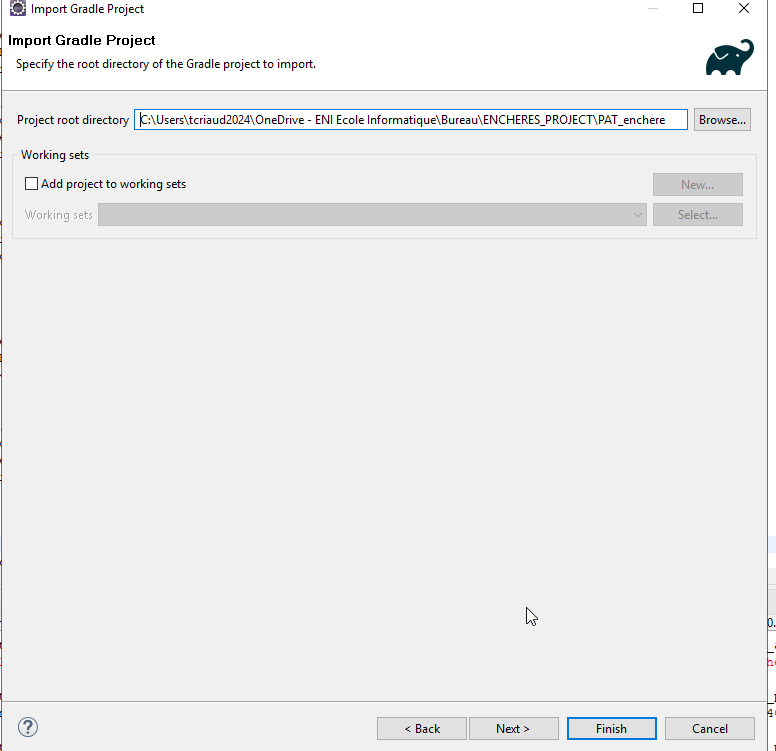 Import Gradle Project
Import Gradle Project
Specify the root directory of the Gradle project to import.
Project root directory C:\Users\tcriaud2024\OneDrive - ENI Ecole Informatique\Bureau\ENCHERES_PROJECT\PAT_enchere Browse...
Working sets
Add project to working sets New...
Working sets Select...
? < Back Next > Finish Cancel